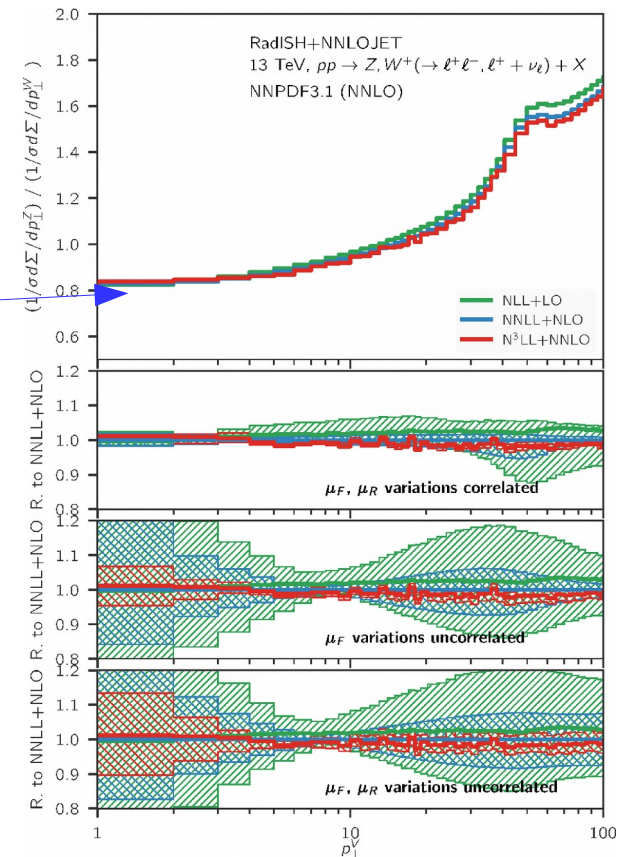 RadISH+NNLOJET
13 TeV, pp → Z, W⁺(→ ℓ⁺ℓ⁻, ℓ⁺ + νℓ) + X
NNPDF3.1 (NNLO)
(1/σdΣ/dp⊥^Z) / (1/σdΣ/dp⊥^W)
2.0
1.8
1.6
1.4
1.2
1.0
0.8
0.6
NLL+LO
NNLL+NLO
N³LL+NNLO
R. to NNLL+NLO
1.2
1.1
1.0
0.9
0.8
μF, μR variations correlated
R. to NNLL+NLO
1.2
1.1
1.0
0.9
0.8
μF variations uncorrelated
R. to NNLL+NLO
1.2
1.1
1.0
0.9
0.8
μF, μR variations uncorrelated
1
10
100
p⊥^V